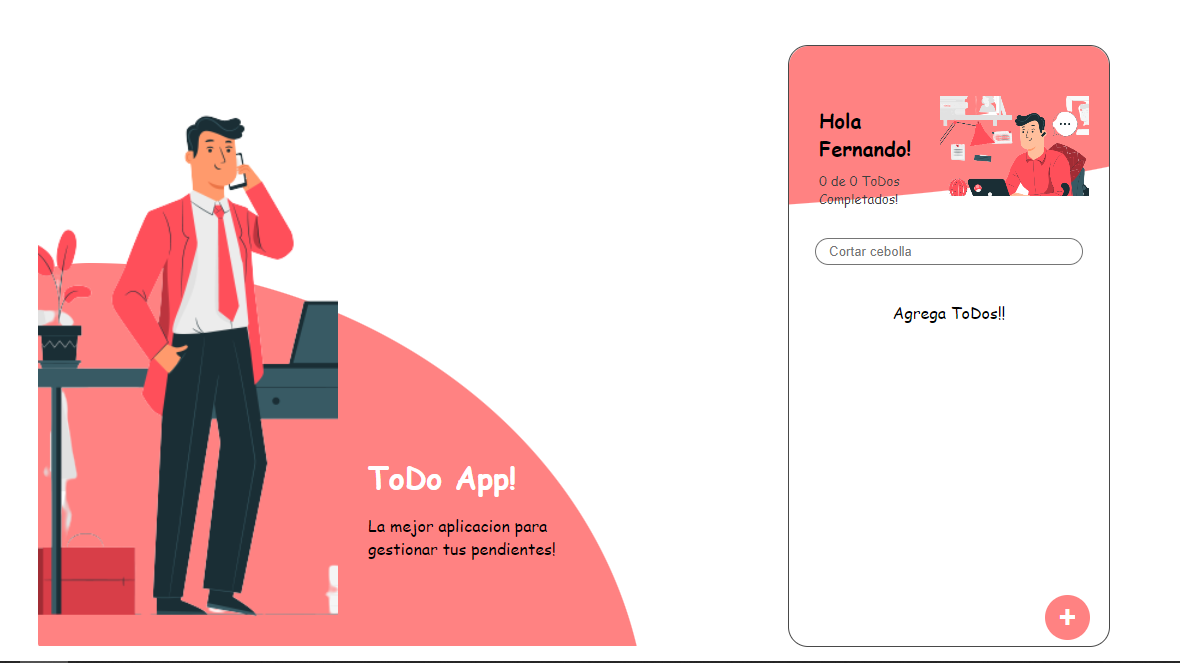 ToDo App!
La mejor aplicacion para
gestionar tus pendientes!
Hola
Fernando!
0 de 0 ToDos
Completados!
Cortar cebolla
Agrega ToDos!!
+